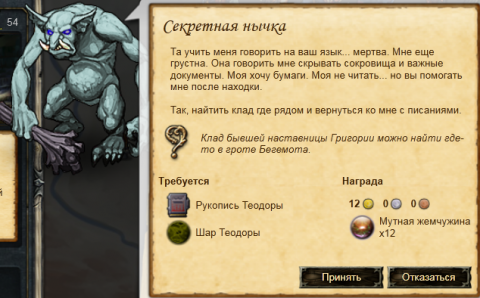 54
Секретная нычка
Та учить меня говорить на ваш язык... мертва. Мне еще
грустна. Она говорить мне скрывать сокровища и важные
документы. Моя хочу бумаги. Моя не читать... но вы помогать
мне после находки.
Так, найтить клад где рядом и вернуться ко мне с писаниями.
Клад бывшей наставницы Григории можно найти где-
то в гроте Бегемота.
Требуется
Награда
Рукопись Теодоры
12 0 0
Шар Теодоры
Мутная жемчужина
x12
Принять
Отказаться
й